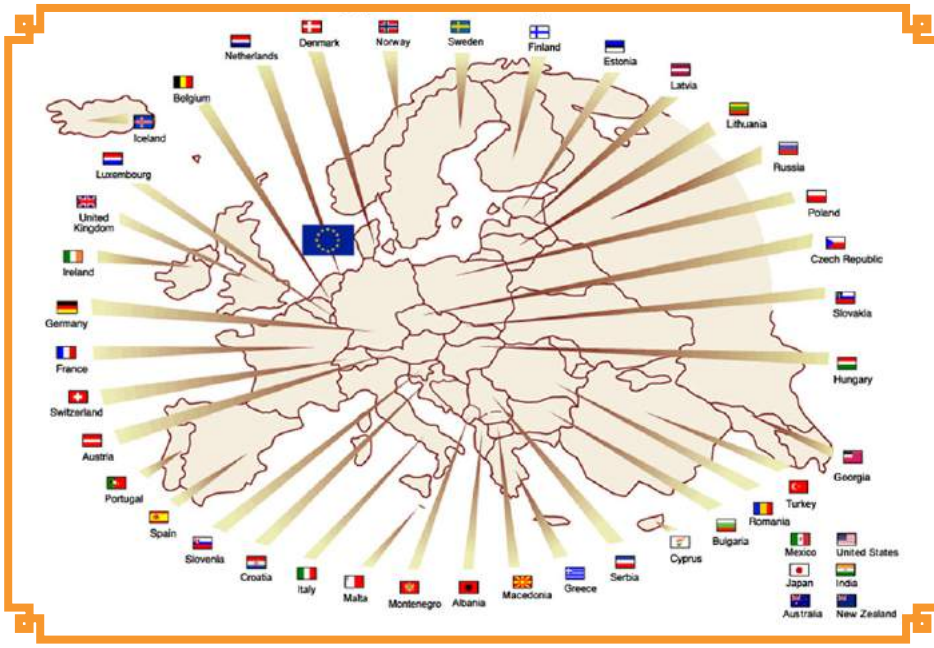 Denmark
Norway
Sweden
Finland
Netherlands
Estonia
Latvia
Belgium
Lithuania
Iceland
Russia
Luxembourg
Poland
United
Kingdom
Czech Republic
Ireland
Slovakia
Germany
France
Hungary
Switzerland
Austria
Georgia
Portugal
Turkey
Spain
Romania
Slovenia
Bulgaria
Cyprus
Mexico
United States
Croatia
Italy
Malta
Montenegro
Albania
Macedonia
Greece
Serbia
Japan
India
Australia
New Zealand